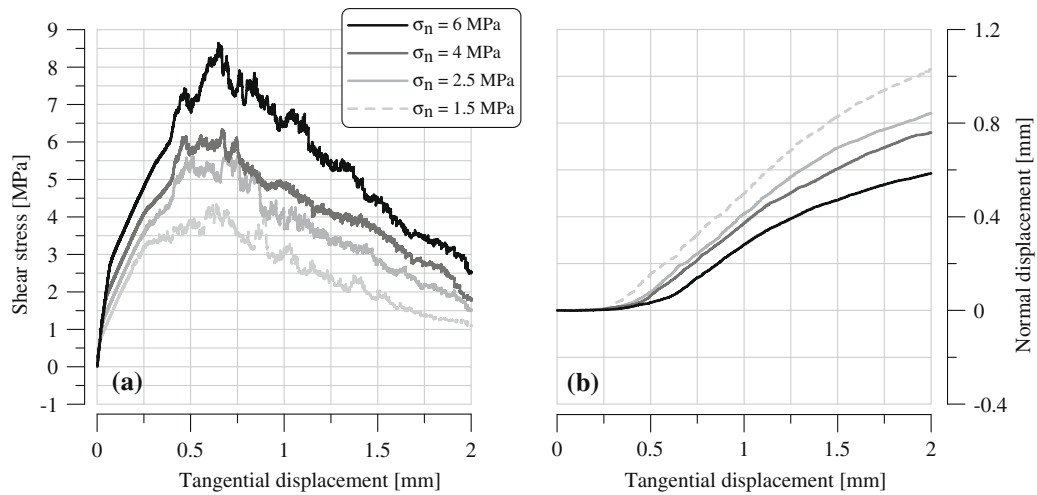 σn = 6 MPa
σn = 4 MPa
σn = 2.5 MPa
σn = 1.5 MPa
9
8
7
6
5
4
3
2
1
0
-1
Shear stress [MPa]
(a)
0
0.5
1
1.5
2
Tangential displacement [mm]
(b)
0
0.5
1
1.5
2
Tangential displacement [mm]
1.2
0.8
0.4
0
-0.4
Normal displacement [mm]